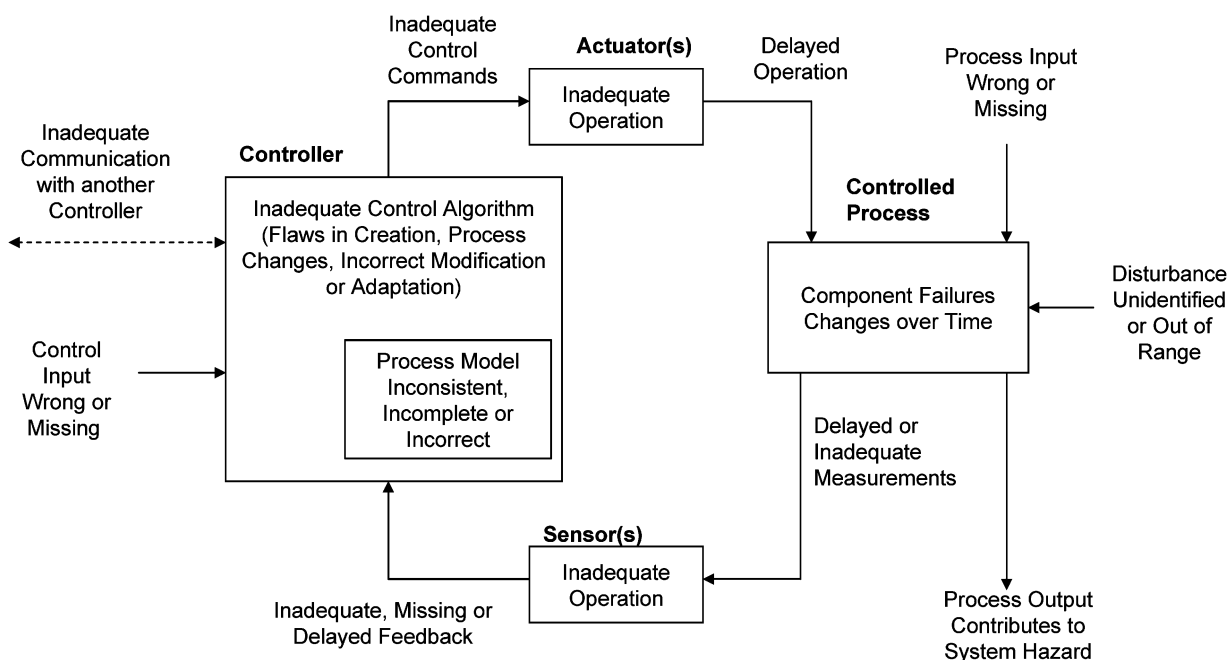 Inadequate
Control
Commands
Actuator(s)
Inadequate
Operation
Delayed
Operation
Process Input
Wrong or
Missing
Inadequate
Communication
with another
Controller
Controller
Inadequate Control Algorithm
(Flaws in Creation, Process
Changes, Incorrect Modification
or Adaptation)
Controlled
Process
Component Failures
Changes over Time
Disturbance
Unidentified
or Out of
Range
Control
Input
Wrong or
Missing
Process Model
Inconsistent,
Incomplete or
Incorrect
Delayed or
Inadequate
Measurements
Sensor(s)
Inadequate
Operation
Inadequate, Missing or
Delayed Feedback
Process Output
Contributes to
System Hazard